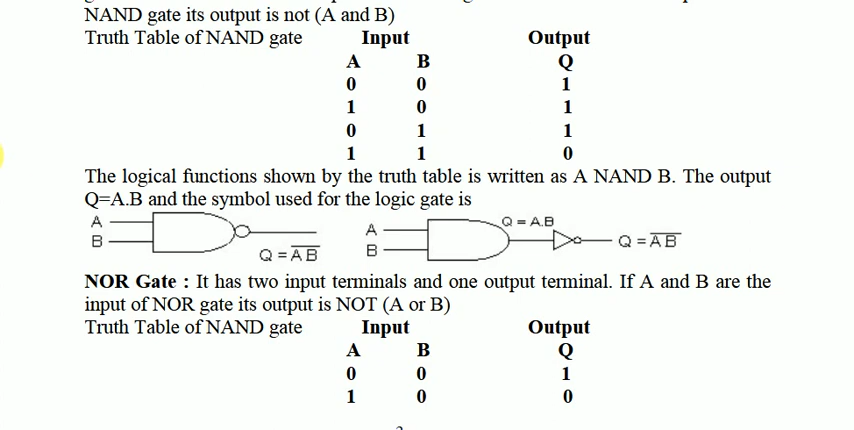 NAND gate its output is not (A and B)
Truth Table of NAND gate Input Output
A B Q
0 0 1
1 0 1
0 1 1
1 1 0
The logical functions shown by the truth table is written as A NAND B. The output
Q=A.B and the symbol used for the logic gate is
A
B
Q = A̅ ̅B̅
A
B
Q = A.B
Q = A̅ ̅B̅
NOR Gate : It has two input terminals and one output terminal. If A and B are the
input of NOR gate its output is NOT (A or B)
Truth Table of NAND gate Input Output
A B Q
0 0 1
1 0 0